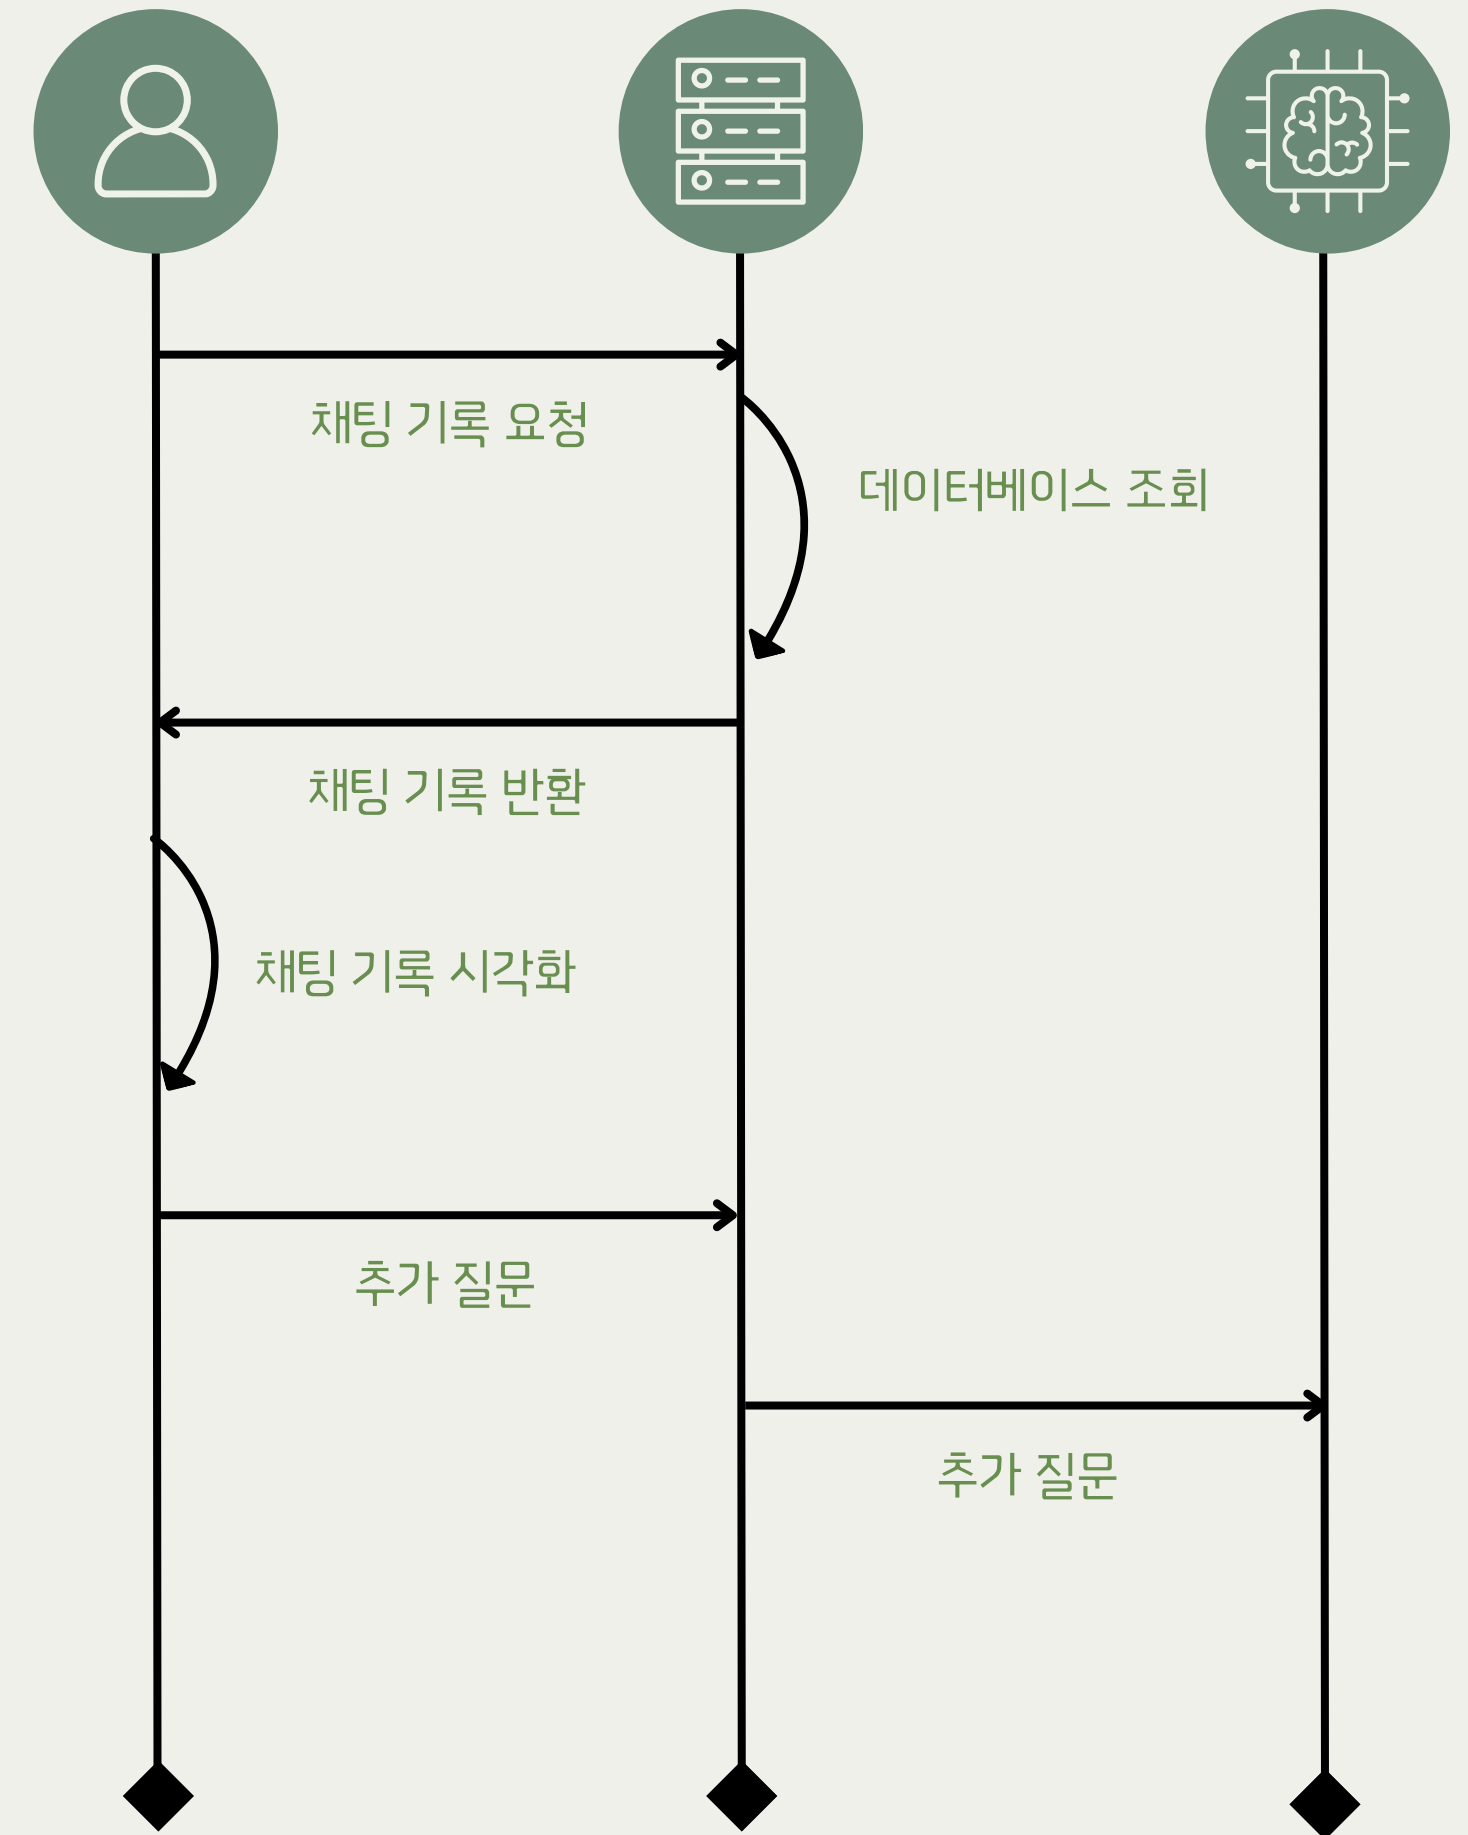 채팅 기록 요청
데이터베이스 조회
채팅 기록 반환
채팅 기록 시각화
추가 질문
추가 질문